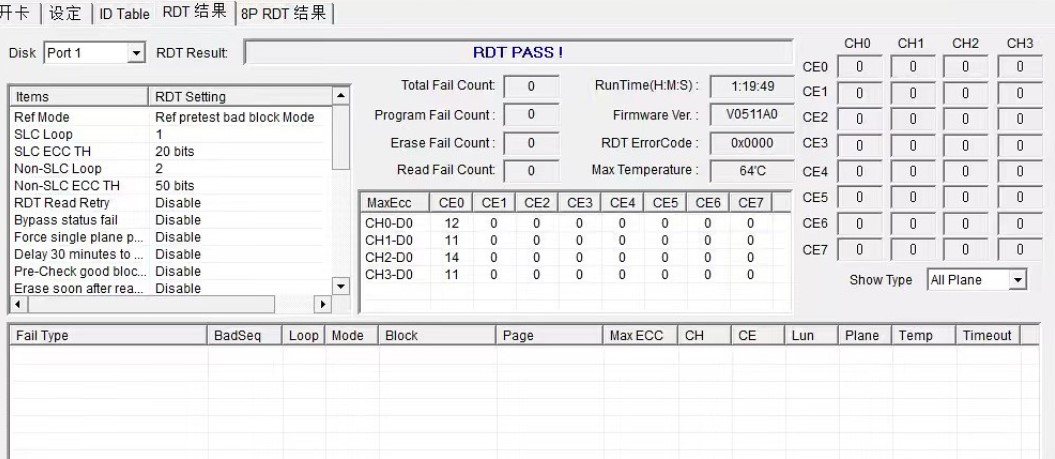 开卡 设定 ID Table RDT 结果 8P RDT 结果
Disk Port 1 RDT Result: RDT PASS !
Total Fail Count: 0 RunTime(H:M:S) : 1:19:49
Program Fail Count : 0 Firmware Ver. : V0511A0
Erase Fail Count : 0 RDT ErrorCode : 0x0000
Read Fail Count: 0 Max Temperature : 64'C
Items RDT Setting
Ref Mode Ref pretest bad block Mode
SLC Loop 1
SLC ECC TH 20 bits
Non-SLC Loop 2
Non-SLC ECC TH 50 bits
RDT Read Retry Disable
Bypass status fail Disable
Force single plane p... Disable
Delay 30 minutes to ... Disable
Pre-Check good bloc... Disable
Erase soon after rea... Disable
MaxEcc CE0 CE1 CE2 CE3 CE4 CE5 CE6 CE7
CH0-D0 12 0 0 0 0 0 0 0
CH1-D0 11 0 0 0 0 0 0 0
CH2-D0 14 0 0 0 0 0 0 0
CH3-D0 11 0 0 0 0 0 0 0
CH0 CH1 CH2 CH3
CE0 0 0 0 0
CE1 0 0 0 0
CE2 0 0 0 0
CE3 0 0 0 0
CE4 0 0 0 0
CE5 0 0 0 0
CE6 0 0 0 0
CE7 0 0 0 0
Show Type All Plane
Fail Type BadSeq Loop Mode Block Page Max ECC CH CE Lun Plane Temp Timeout